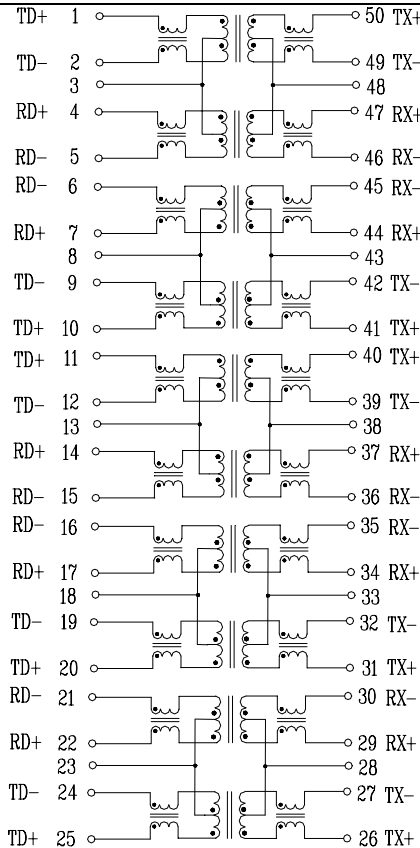 TD+ 1 50 TX+
TD- 2 49 TX-
3 48
RD+ 4 47 RX+
RD- 5 46 RX-
RD- 6 45 RX-
RD+ 7 44 RX+
8 43
TD- 9 42 TX-
TD+ 10 41 TX+
TD+ 11 40 TX+
TD- 12 39 TX-
13 38
RD+ 14 37 RX+
RD- 15 36 RX-
RD- 16 35 RX-
RD+ 17 34 RX+
18 33
TD- 19 32 TX-
TD+ 20 31 TX+
RD- 21 30 RX-
RD+ 22 29 RX+
23 28
TD- 24 27 TX-
TD+ 25 26 TX+